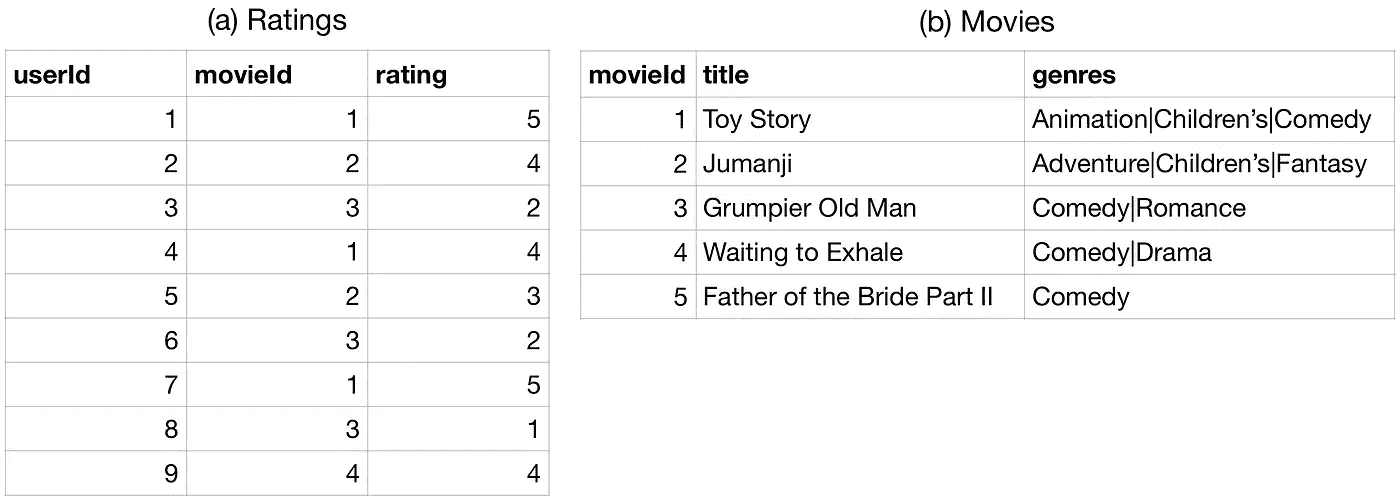 (a) Ratings
userId movieId rating
1 1 5
2 2 4
3 3 2
4 1 4
5 2 3
6 3 2
7 1 5
8 3 1
9 4 4
(b) Movies
movieId title genres
1 Toy Story Animation|Children’s|Comedy
2 Jumanji Adventure|Children’s|Fantasy
3 Grumpier Old Man Comedy|Romance
4 Waiting to Exhale Comedy|Drama
5 Father of the Bride Part II Comedy